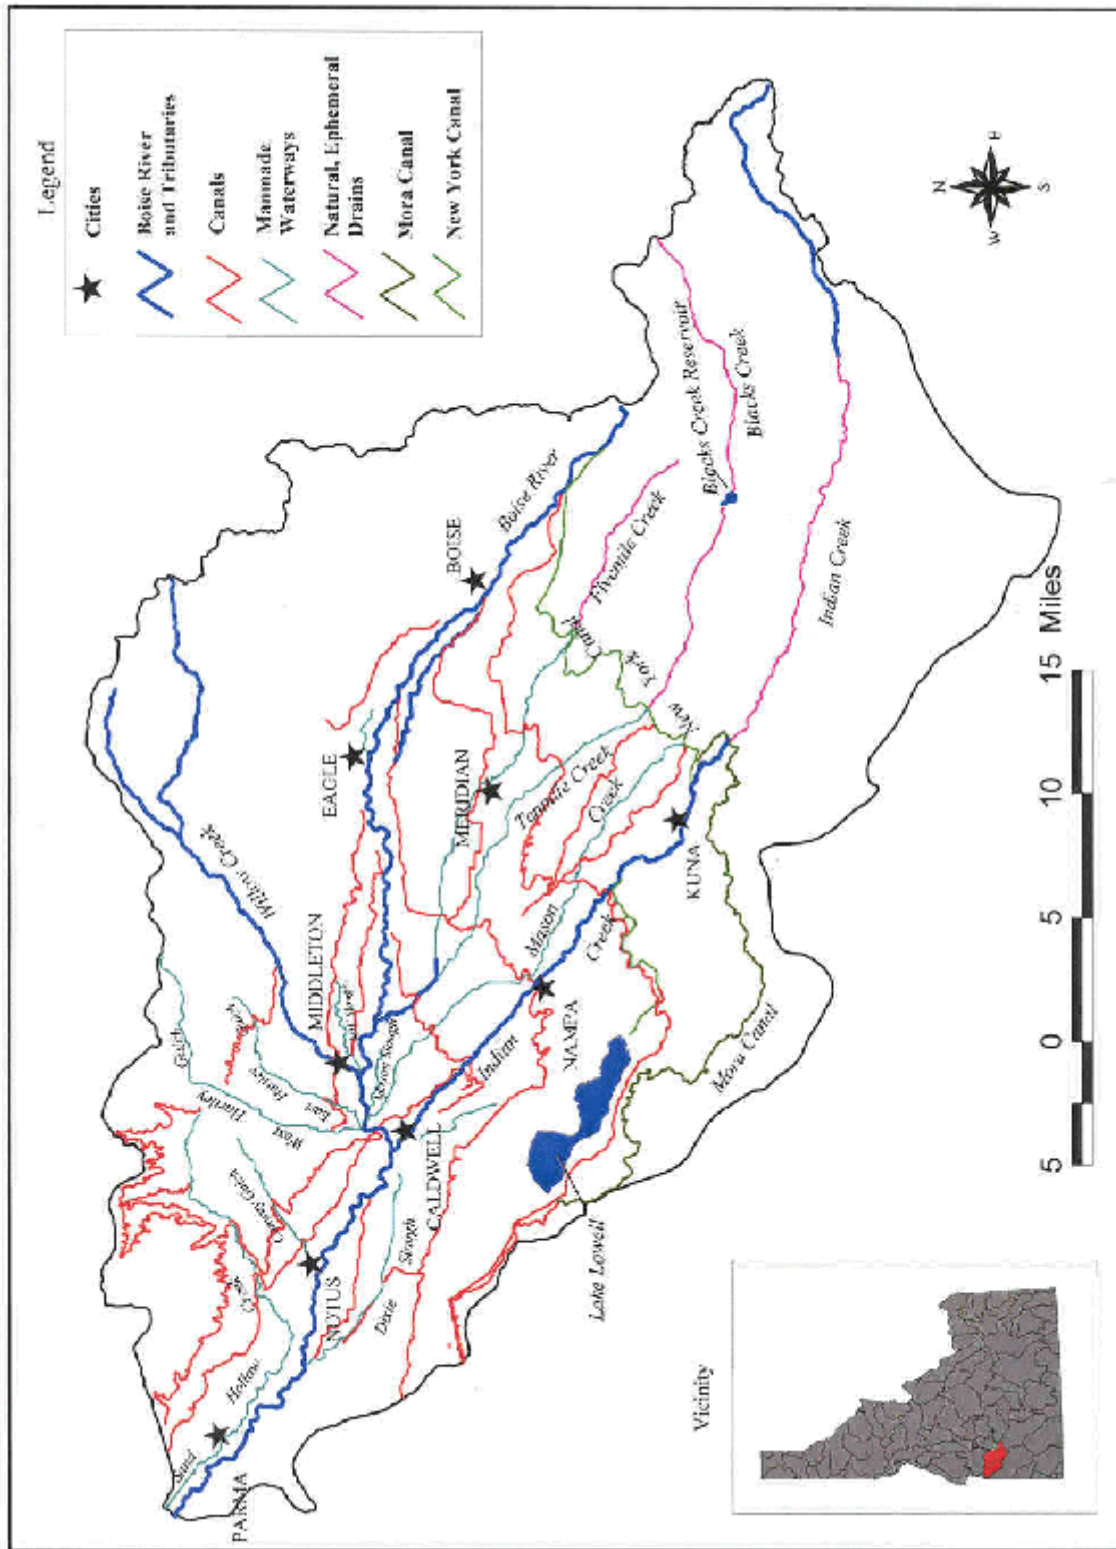 Legend
Cities
Boise River
and Tributaries
Canals
Manmade
Waterways
Natural, Ephemeral
Drains
Mora Canal
New York Canal
N
W
E
S
Willow Creek
EAGLE
BOISE
Boise River
MIDDLETON
MERIDIAN
Tenmile Creek
Fivemile Creek
Blacks Creek Reservoir
Blacks Creek
Indian Creek
New
York
Canal
Mason
Creek
KUNA
NAMPA
Indian
Creek
Mora Canal
Lake Lowell
CALDWELL
West
Hartley
Gulch
East
Hartley
NOTUS
Dixie
Slough
Sand
Hollow
Creek
PARMA
5
0
5
10
15
Miles
Vicinity